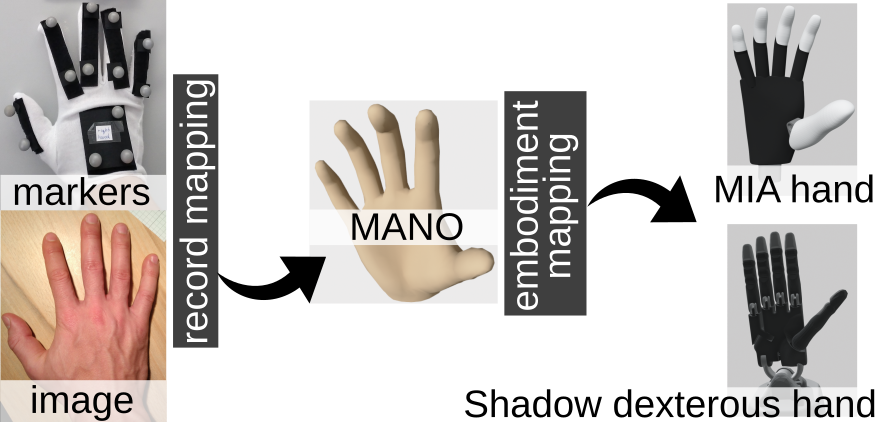 markers
image
record mapping
MANO
embodiment
mapping
MIA hand
Shadow dexterous hand